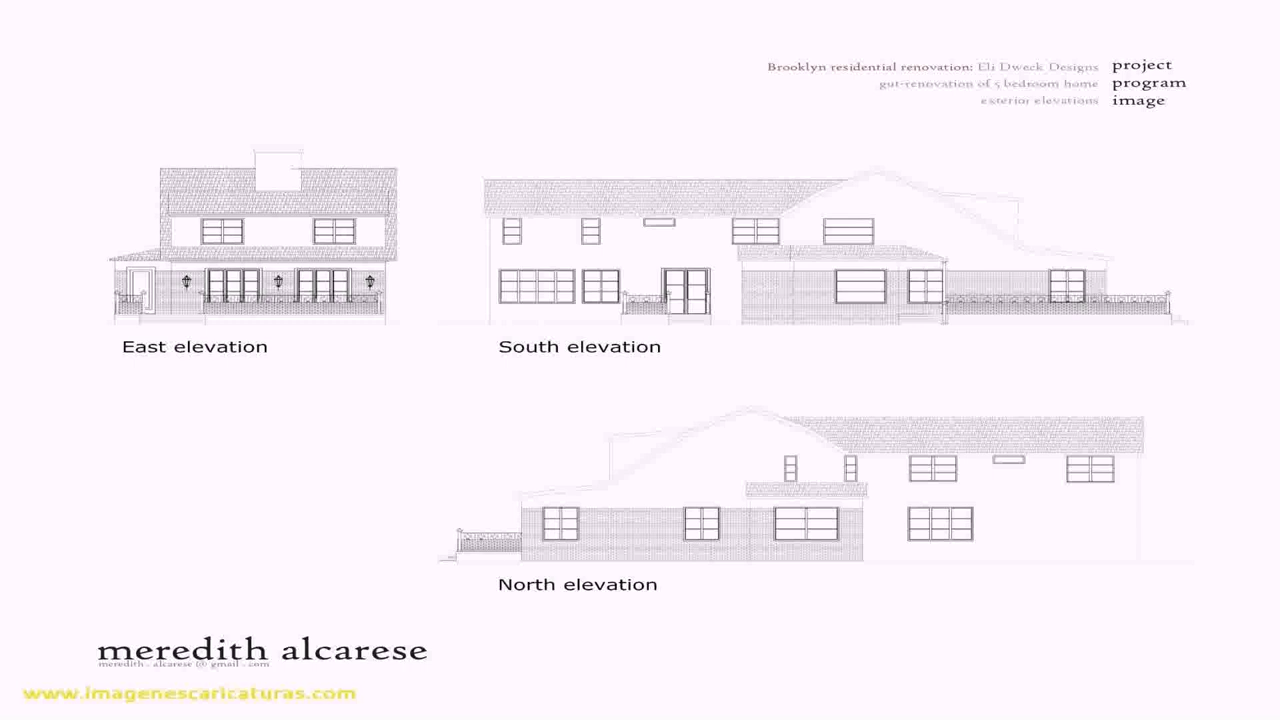 Brooklyn residential renovation: Eli Dweck Designs project
gut-renovation of 5 bedroom home program
exterior elevations image
East elevation
South elevation
North elevation
meredith alcarese
meredith . alcarese @ gmail . com
www.imagenescaricaturas.com